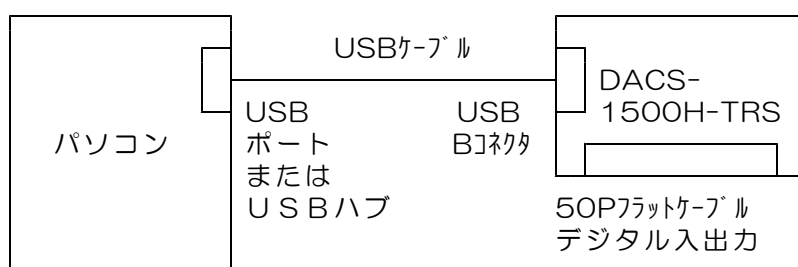 USBｹｰﾌﾞﾙ
パソコン
USB
ポート
または
ＵＳＢハブ
USB
Bｺﾈｸﾀ
DACS-
1500H-TRS
50Pﾌﾗｯﾄｹｰﾌﾞﾙ
デジタル入出力